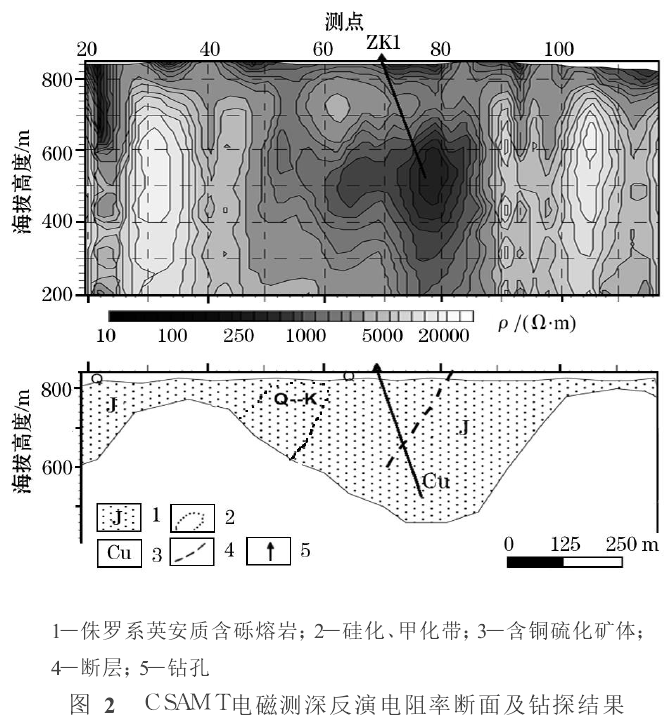 测点
20 40 60 ZK1 80 100
海拔高度/m
800
600
400
200
10 100 250 1000 5000 20000 ρ/(Ω·m)
海拔高度/m
800
600
J
Q--K
J
Cu
J 1 2
Cu 3 4 5
0 125 250 m
1—侏罗系英安质含砾熔岩；2—硅化、甲化带；3—含铜硫化矿体；
4—断层；5—钻孔
图 2 CSAMT电磁测深反演电阻率断面及钻探结果